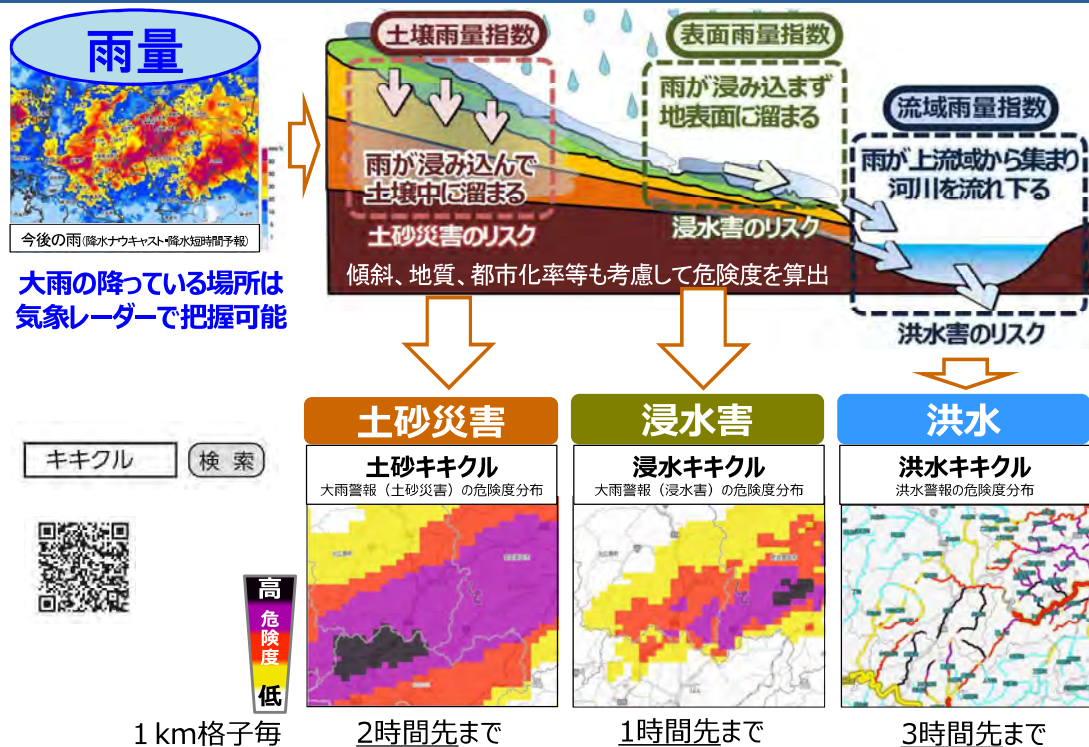 雨量
今後の雨(降水ナウキャスト・降水短時間予報)
大雨の降っている場所は
気象レーダーで把握可能
土壌雨量指数
雨が浸み込んで
土壌中に溜まる
土砂災害のリスク
表面雨量指数
雨が浸み込まず
地表面に溜まる
浸水害のリスク
流域雨量指数
雨が上流域から集まり
河川を流れ下る
洪水害のリスク
傾斜、地質、都市化率等も考慮して危険度を算出
キキクル 検索
土砂災害
土砂キキクル
大雨警報（土砂災害）の危険度分布
浸水害
浸水キキクル
大雨警報（浸水害）の危険度分布
洪水
洪水キキクル
洪水警報の危険度分布
高
危険度
低
1km格子毎
2時間先まで
1時間先まで
3時間先まで